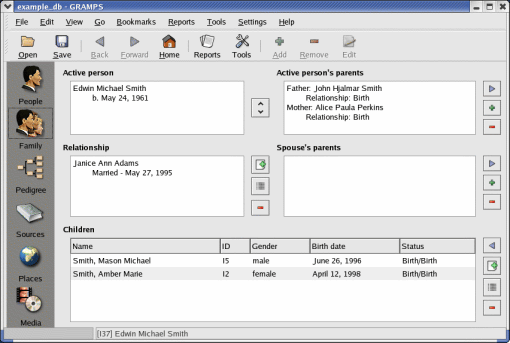 example_db - GRAMPS
File Edit View Go Bookmarks Reports Tools Settings Help
Open Save Back Forward Home Reports Tools Add Remove Edit
People
Family
Pedigree
Sources
Places
Media
Active person
Edwin Michael Smith
b. May 24, 1961
Active person's parents
Father: John Hjalmar Smith
Relationship: Birth
Mother: Alice Paula Perkins
Relationship: Birth
Relationship
Janice Ann Adams
Married - May 27, 1995
Spouse's parents
Children
Name ID Gender Birth date Status
Smith, Mason Michael I5 male June 26, 1996 Birth/Birth
Smith, Amber Marie I2 female April 12, 1998 Birth/Birth
[I37] Edwin Michael Smith